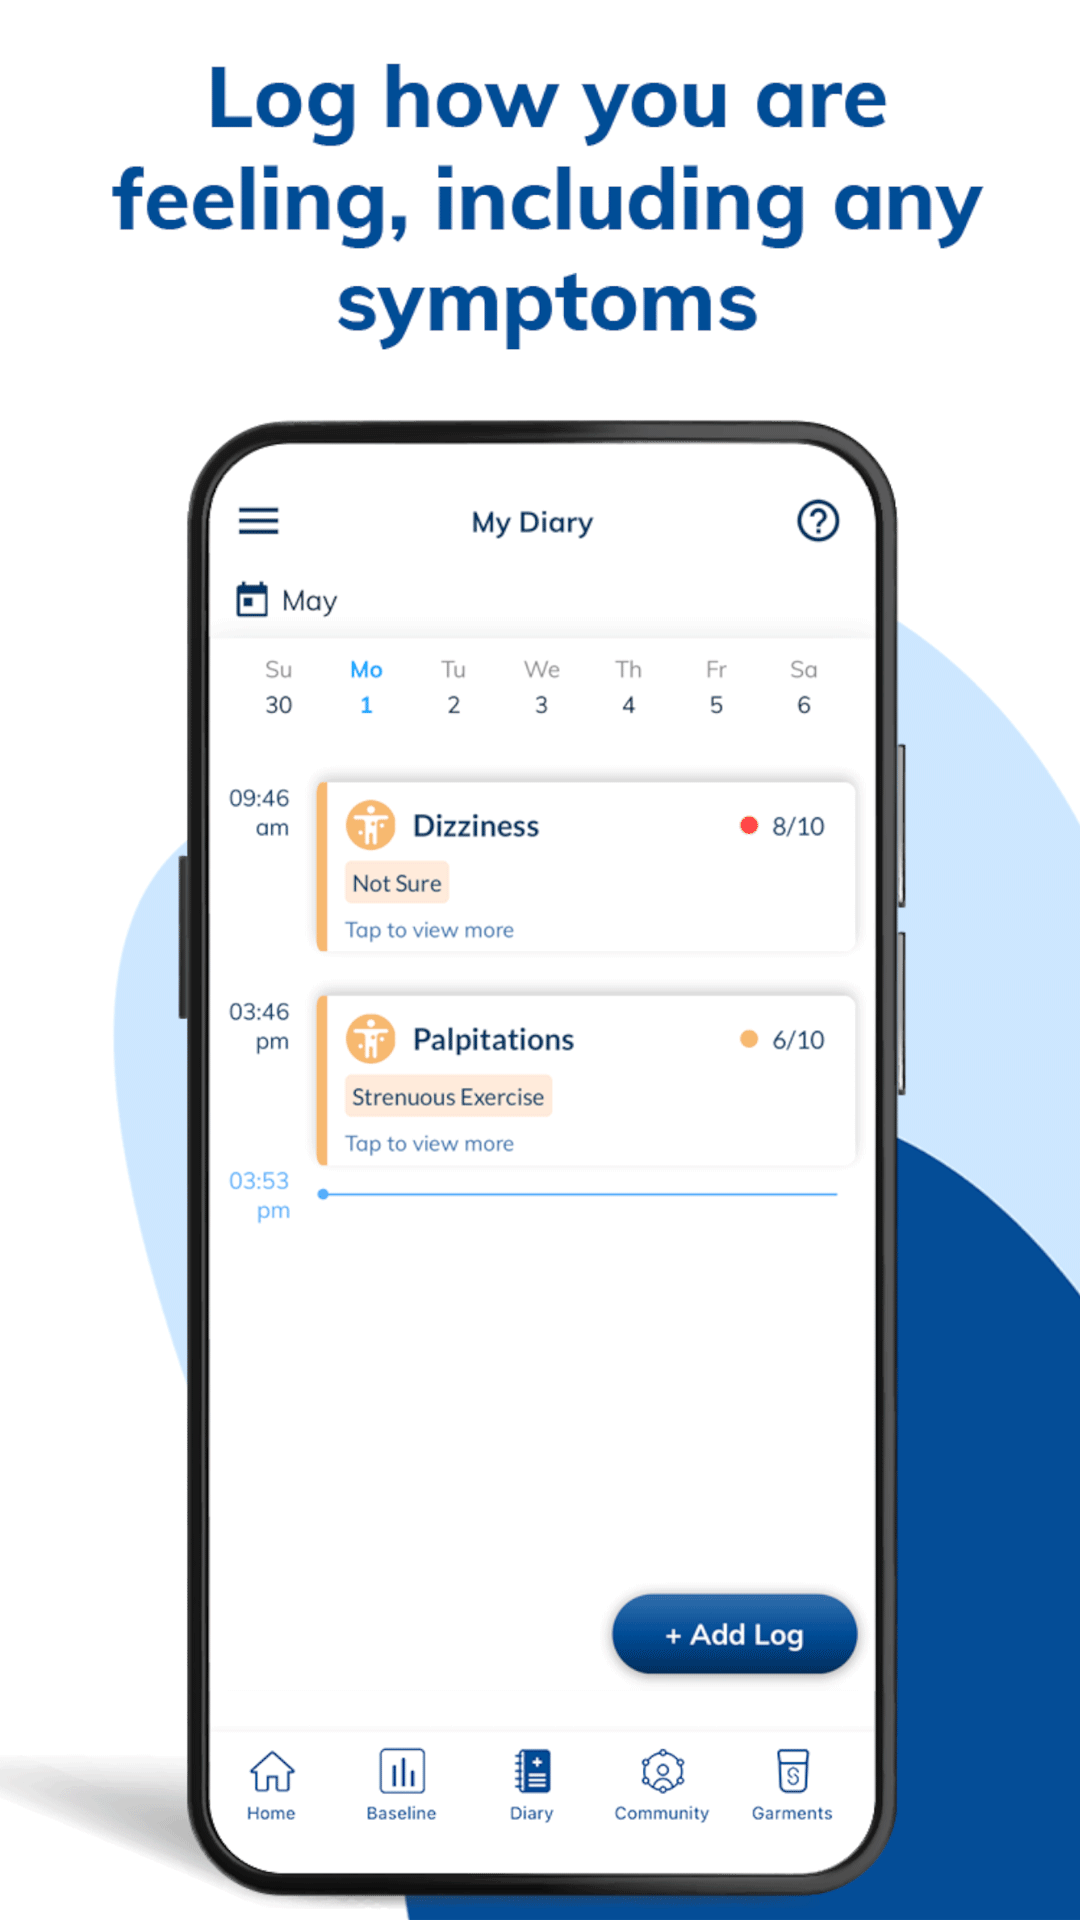 Log how you are
feeling, including any
symptoms
My Diary
May
Su Mo Tu We Th Fr Sa
30 1 2 3 4 5 6
09:46
am
Dizziness
8/10
Not Sure
Tap to view more
03:46
pm
Palpitations
6/10
Strenuous Exercise
Tap to view more
03:53
pm
+ Add Log
Home Baseline Diary Community Garments